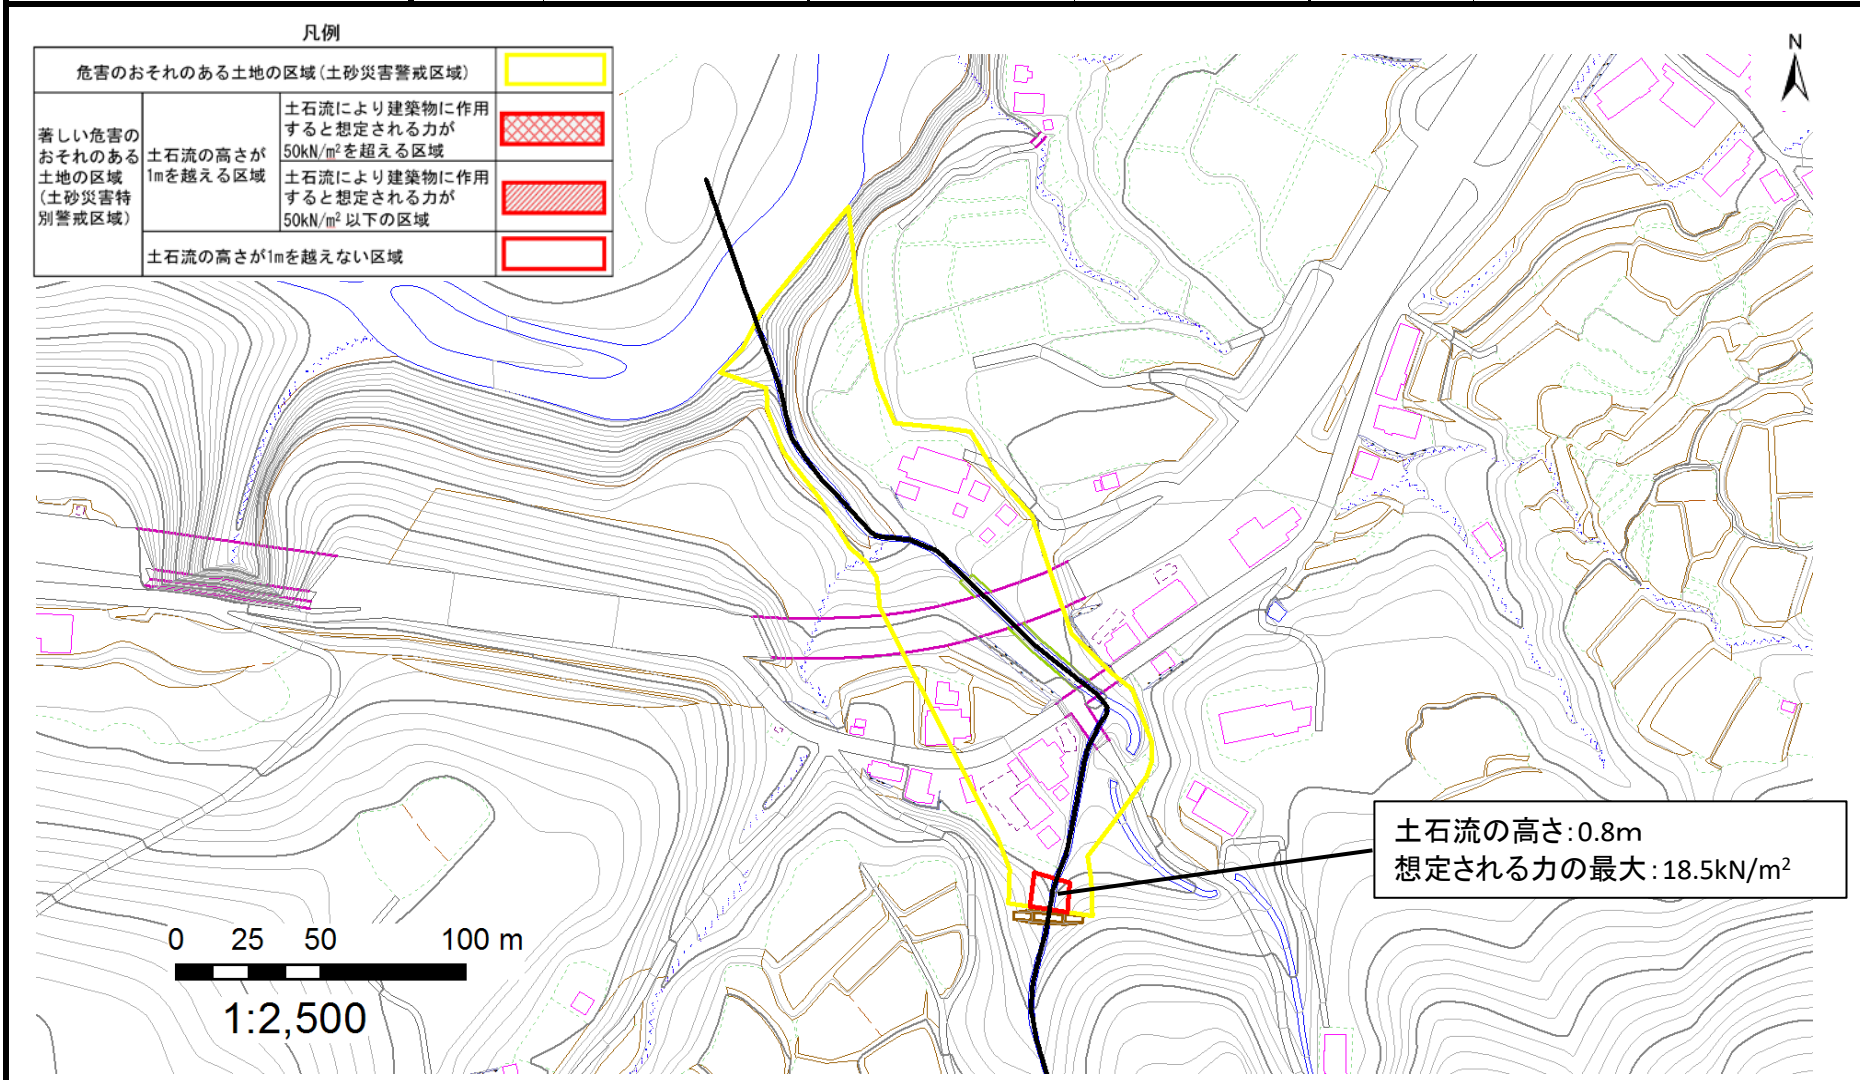 凡例
危害のおそれのある土地の区域(土砂災害警戒区域)
著しい危害の
おそれのある
土地の区域
(土砂災害特
別警戒区域)
土石流の高さが
1mを越える区域
土石流により建築物に作用
すると想定される力が
50kN/m²を超える区域
土石流により建築物に作用
すると想定される力が
50kN/m²以下の区域
土石流の高さが1mを越えない区域
N
土石流の高さ:0.8m
想定される力の最大:18.5kN/m²
0 25 50 100 m
1:2,500